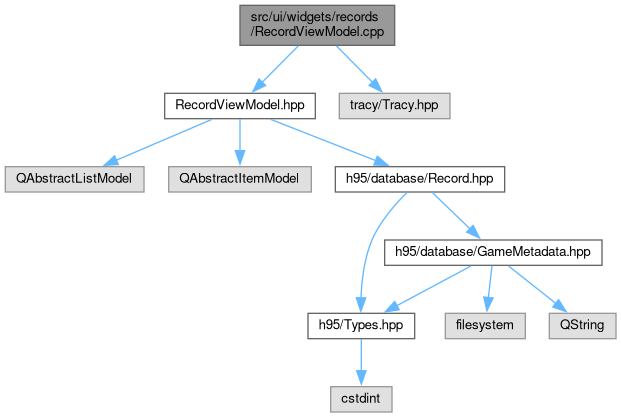 src/ui/widgets/records
/RecordViewModel.cpp
RecordViewModel.hpp
tracy/Tracy.hpp
QAbstractListModel
QAbstractItemModel
h95/database/Record.hpp
h95/database/GameMetadata.hpp
h95/Types.hpp
filesystem
QString
cstdint